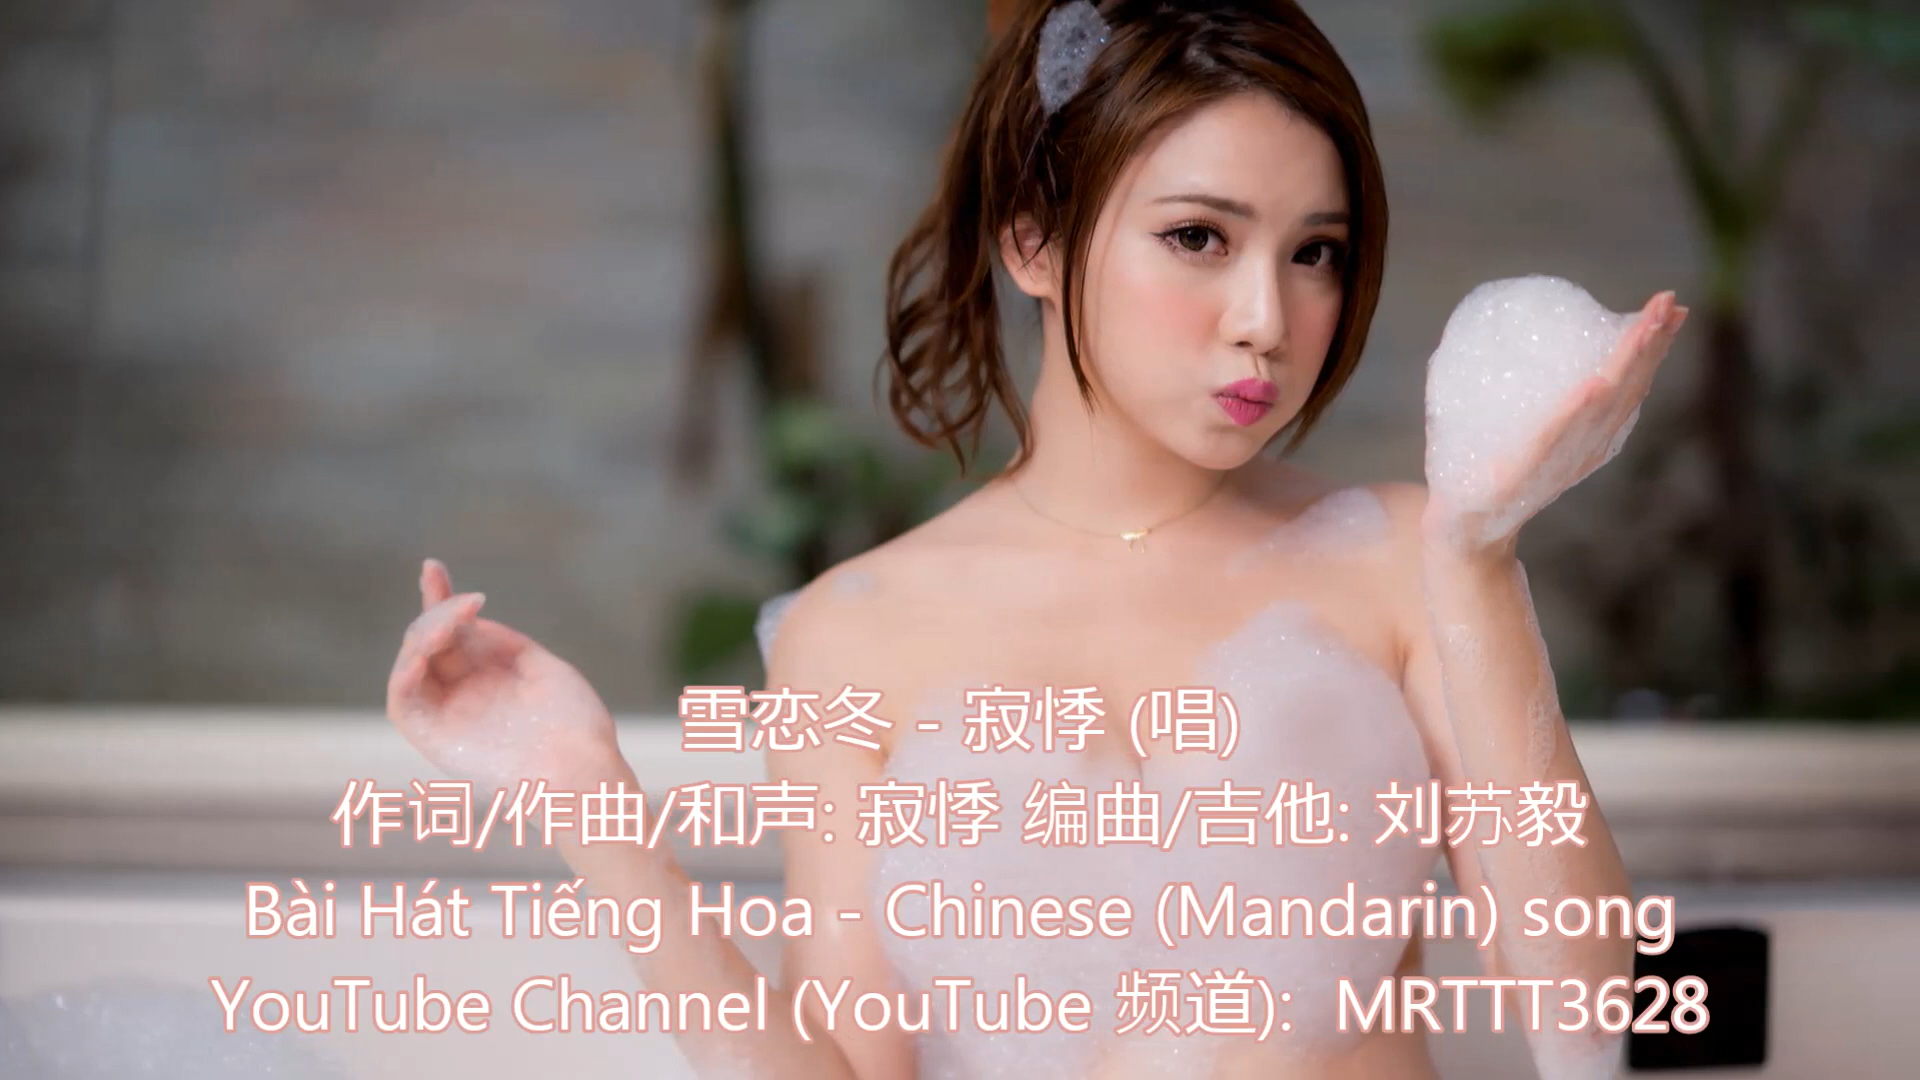 雪恋冬 - 寂悸 (唱)
作词/作曲/和声: 寂悸 编曲/吉他: 刘苏毅
Bài Hát Tiếng Hoa - Chinese (Mandarin) song
YouTube Channel (YouTube 频道):  MRTTT3628